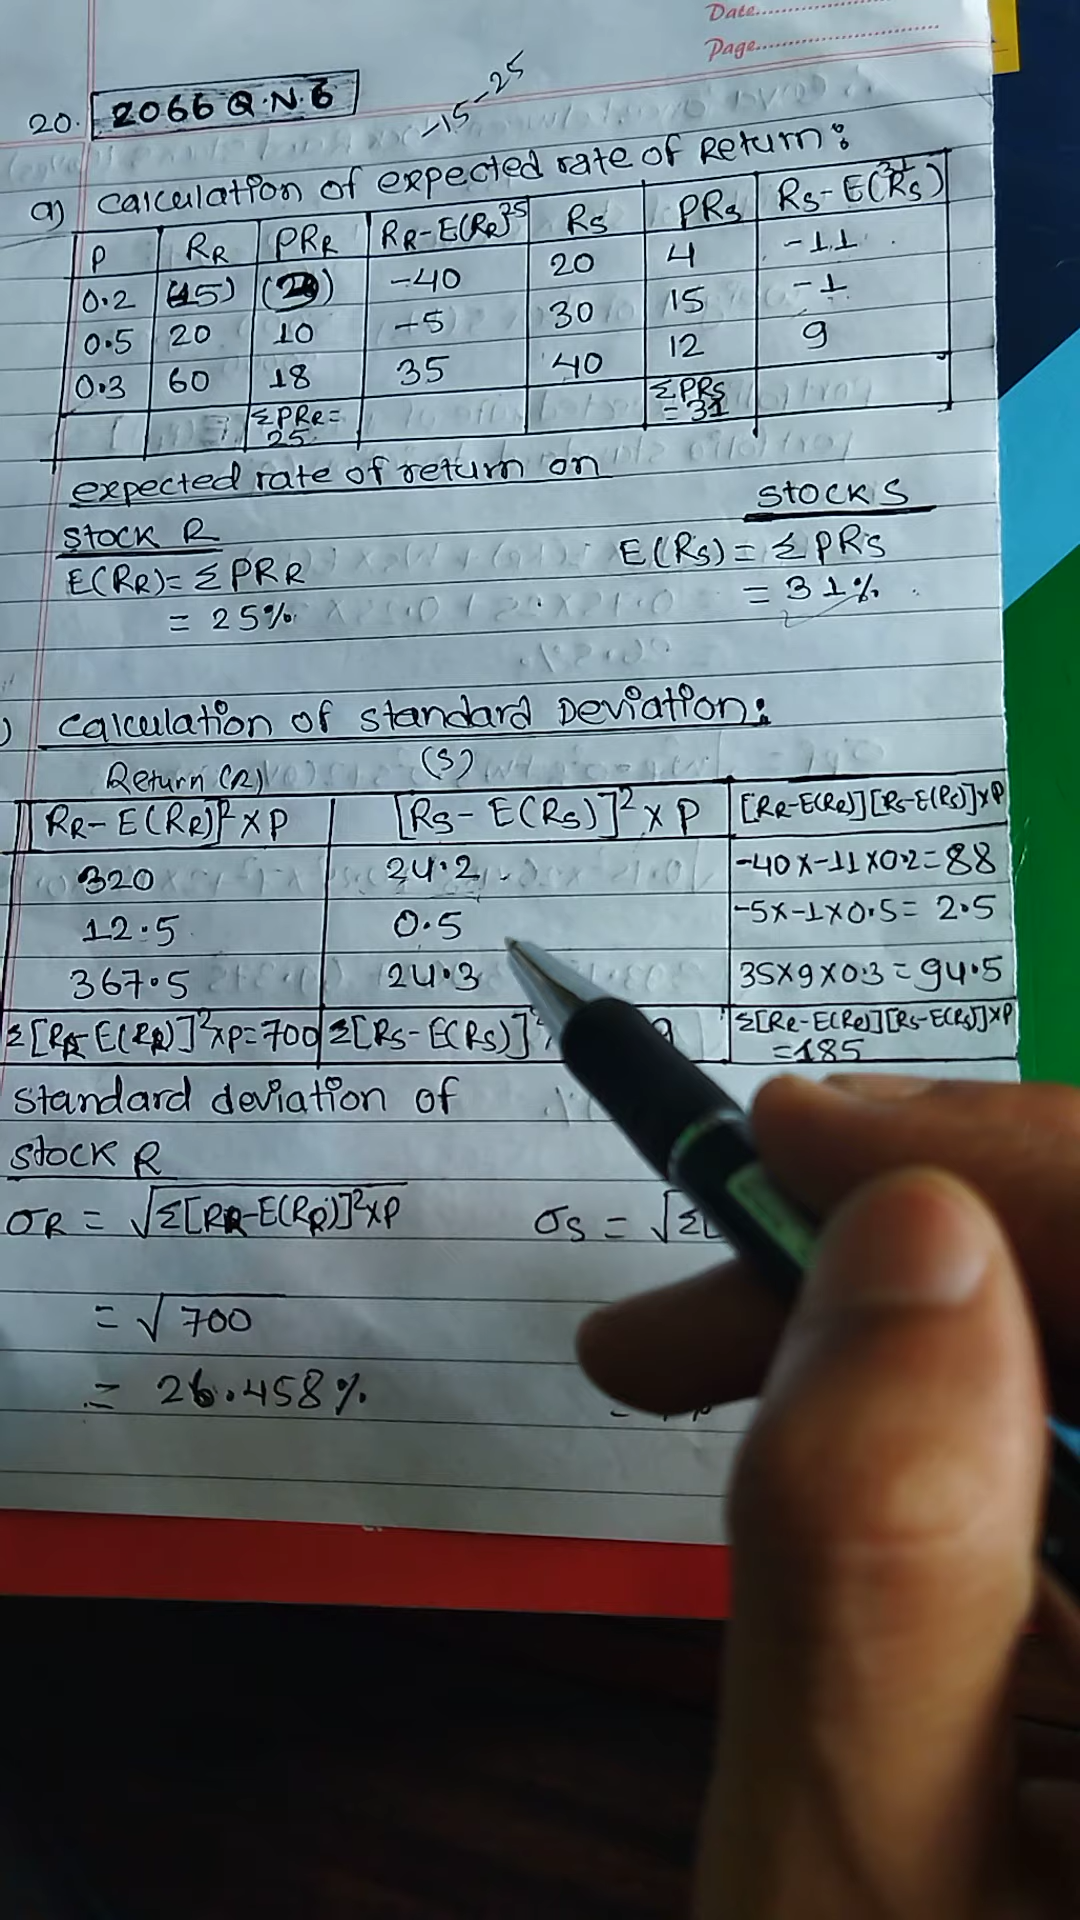 Date..............
Page..............
20. 2066 Q.N.6
-15-25
a) calculation of expected rate of Return:
P RR PRR RR-E(RR) 25 RS PRS RS-E(RS) 31
0.2 (15) -40 20 4 -11
0.5 20 10 -5 30 15 -1
0.3 60 18 35 40 12 9
ΣPRR= 25 ΣPRS = 31
expected rate of return on
Stock R Stock S
E(RR)= ΣPRR E(RS) = ΣPRS
= 25% = 31%
) calculation of standard Deviation:
Return (R) (S)
RR-E(RR)]²×P [RS-E(RS)]²×P [RR-E(RR)][RS-E(RS)]×P
320 24.2 -40×-11×0.2=88
12.5 0.5 -5×-1×0.5= 2.5
367.5 24.3 35×9×0.3=94.5
Σ[RR-E(RR)]²×P=700 Σ[RS-E(RS)] Σ[RR-E(RR)][RS-E(RS)]×P
=185
standard deviation of
stock R
σR = √Σ[RR-E(RR)]²×P σS = √Σ[
= √700
= 26.458%